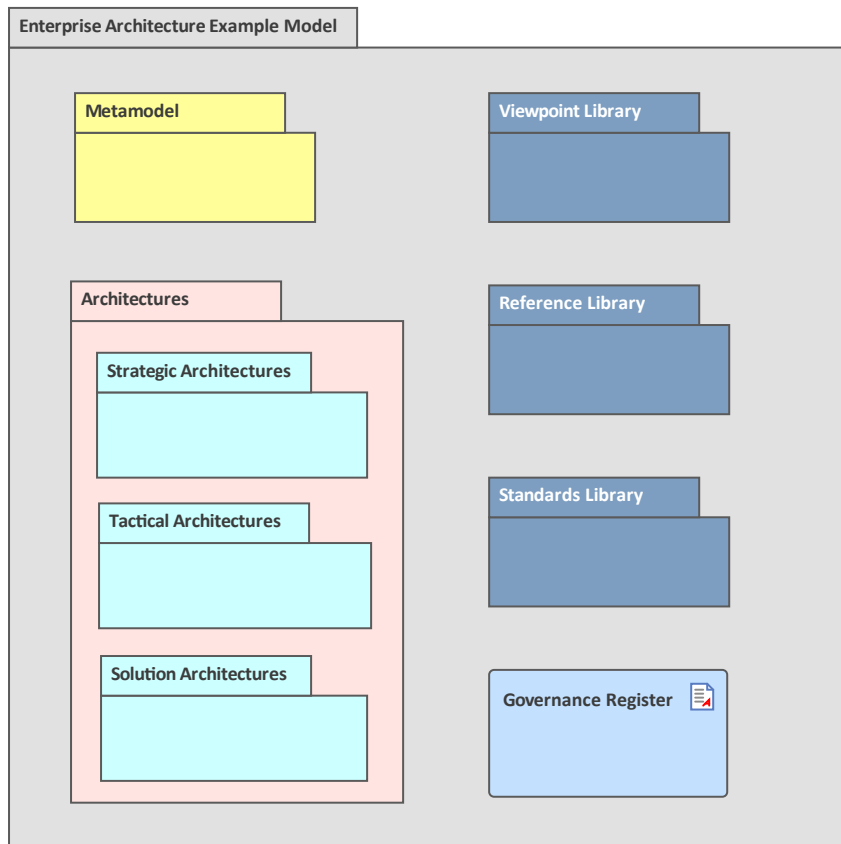 Enterprise Architecture Example Model
Metamodel
Viewpoint Library
Architectures
Reference Library
Strategic Architectures
Tactical Architectures
Standards Library
Solution Architectures
Governance Register